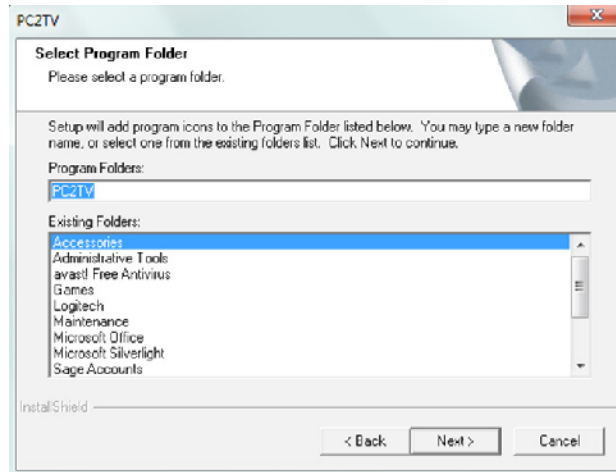 PC2TV
Select Program Folder
Please select a program folder.
Setup will add program icons to the Program Folder listed below. You may type a new folder
name, or select one from the existing folders list. Click Next to continue.
Program Folders:
PC2TV
Existing Folders:
Accessories
Administrative Tools
avast! Free Antivirus
Games
Logitech
Maintenance
Microsoft Office
Microsoft Silverlight
Sage Accounts
InstallShield
< Back
Next >
Cancel